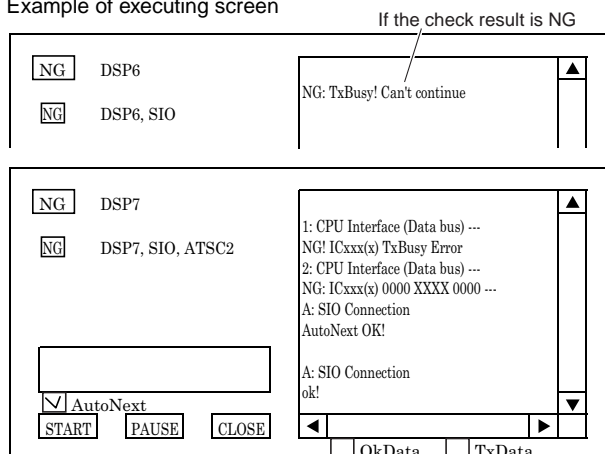 Example of executing screen
If the check result is NG
NG DSP6
NG: TxBusy! Can't continue
NG DSP6, SIO
NG DSP7
NG DSP7, SIO, ATSC2
1: CPU Interface (Data bus) ---
NG! ICxxx(x) TxBusy Error
2: CPU Interface (Data bus) ---
NG: ICxxx(x) 0000 XXXX 0000 ---
A: SIO Connection
AutoNext OK!
A: SIO Connection
ok!
AutoNext
START PAUSE CLOSE
OkData TxData